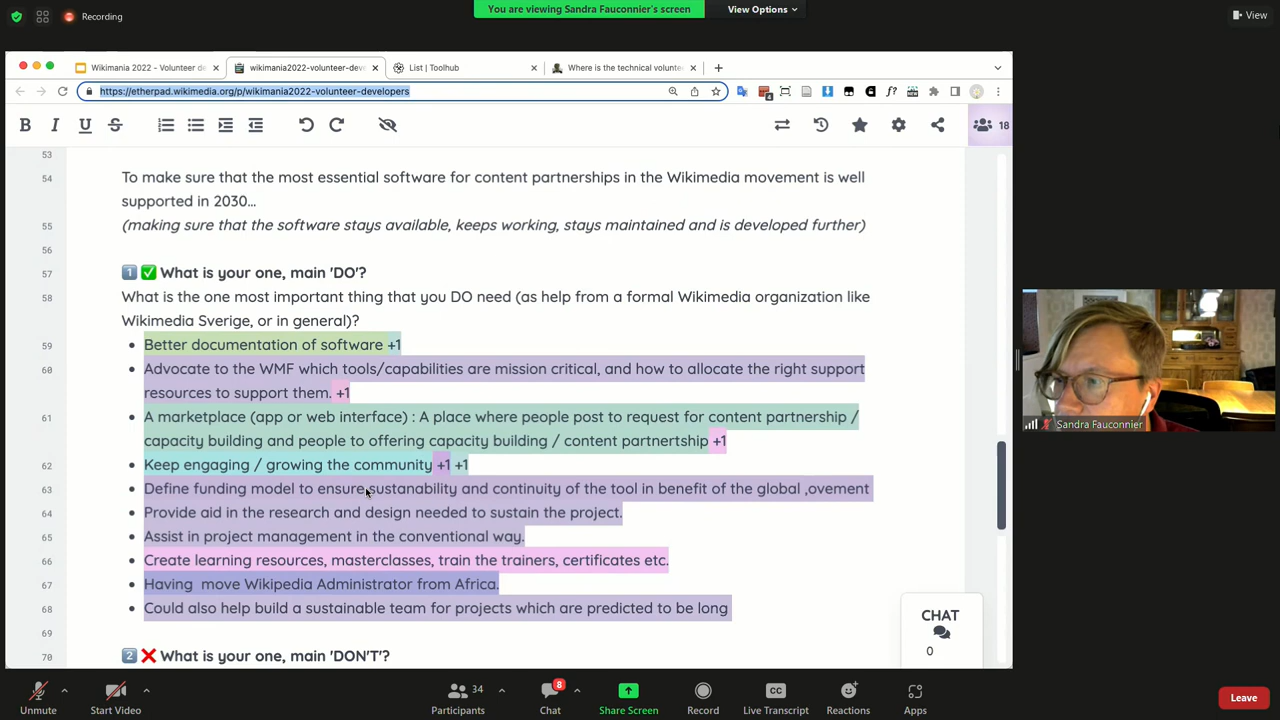 Recording
You are viewing Sandra Fauconnier's screen
View Options
View
Wikimania 2022 - Volunteer de
wikimania2022-volunteer-deve
List | Toolhub
Where is the technical volunte
https://etherpad.wikimedia.org/p/wikimania2022-volunteer-developers
18
53
54 To make sure that the most essential software for content partnerships in the Wikimedia movement is well
supported in 2030...
55 (making sure that the software stays available, keeps working, stays maintained and is developed further)
56
57 1 What is your one, main 'DO'?
58 What is the one most important thing that you DO need (as help from a formal Wikimedia organization like
Wikimedia Sverige, or in general)?
59 Better documentation of software +1
60 Advocate to the WMF which tools/capabilities are mission critical, and how to allocate the right support
resources to support them. +1
61 A marketplace (app or web interface) : A place where people post to request for content partnership /
capacity building and people to offering capacity building / content partnertship +1
62 Keep engaging / growing the community +1 +1
63 Define funding model to ensure sustanability and continuity of the tool in benefit of the global ,ovement
64 Provide aid in the research and design needed to sustain the project.
65 Assist in project management in the conventional way.
66 Create learning resources, masterclasses, train the trainers, certificates etc.
67 Having move Wikipedia Administrator from Africa.
68 Could also help build a sustainable team for projects which are predicted to be long
69
70 2 What is your one, main 'DON'T'?
CHAT
0
Sandra Fauconnier
Unmute
Start Video
34
Participants
8
Chat
Share Screen
Record
CC
Live Transcript
Reactions
Apps
Leave